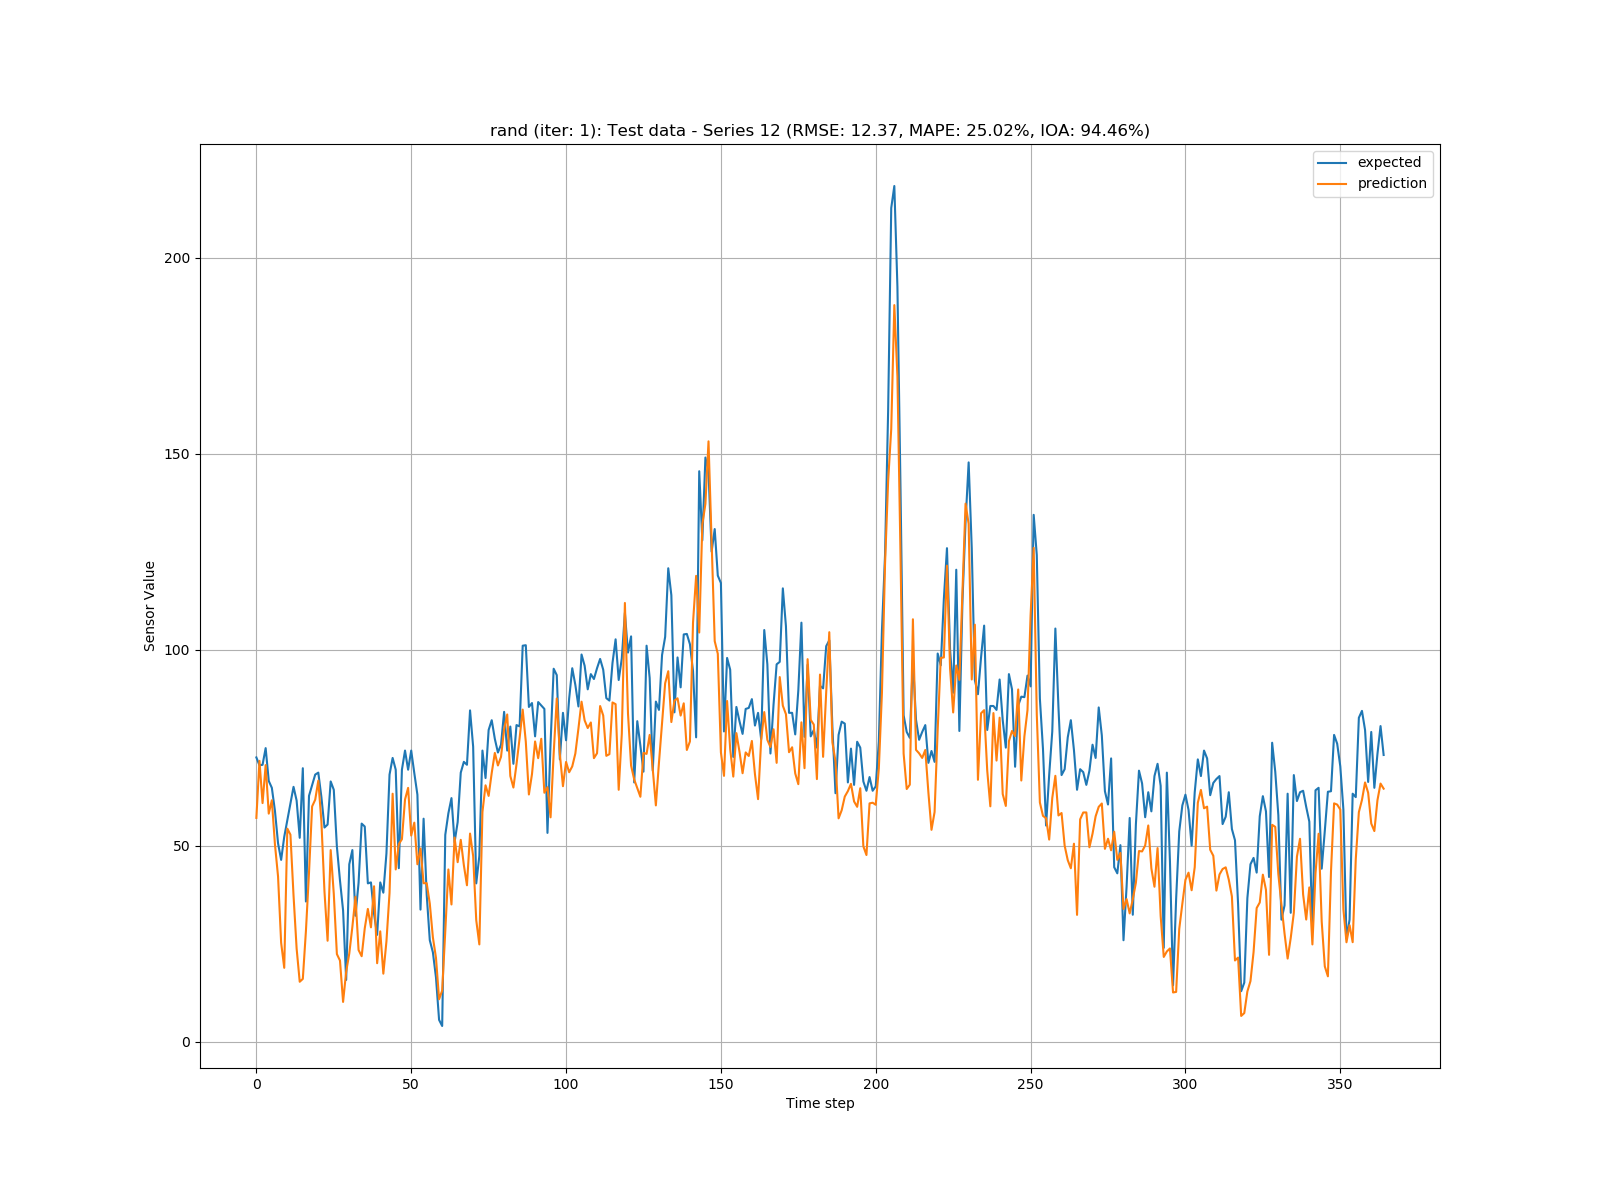 rand (iter: 1): Test data - Series 12 (RMSE: 12.37, MAPE: 25.02%, IOA: 94.46%)
expected
prediction
200
150
100
50
0
Sensor Value
0 50 100 150 200 250 300 350
Time step